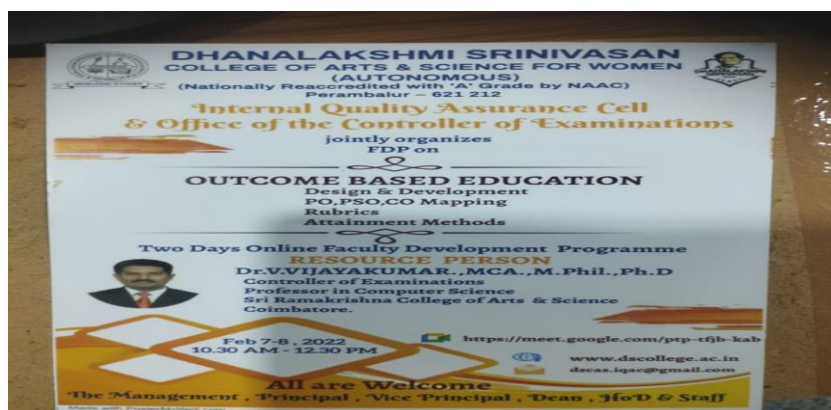 DHANALAKSHMI SRINIVASAN
COLLEGE OF ARTS & SCIENCE FOR WOMEN
(AUTONOMOUS)
(Nationally Reaccredited with 'A' Grade by NAAC)
Perambalur – 621 212
Internal Quality Assurance Cell
& Office of the Controller of Examinations
jointly organizes
FDP on
OUTCOME BASED EDUCATION
Design & Development
PO,PSO,CO Mapping
Rubrics
Attainment Methods
Two Days Online Faculty Development Programme
RESOURCE PERSON
Dr.V.VIJAYAKUMAR.,MCA.,M.Phil.,Ph.D
Controller of Examinations
Professor in Computer Science
Sri Ramakrishna College of Arts & Science
Coimbatore.
Feb 7-8 , 2022
10.30 AM - 12.30 PM
https://meet.google.com/ptp-tfjb-kab
www.dscollege.ac.in
dscas.iqac@gmail.com
All are Welcome
The Management , Principal , Vice Principal , Dean , HoD & Staff